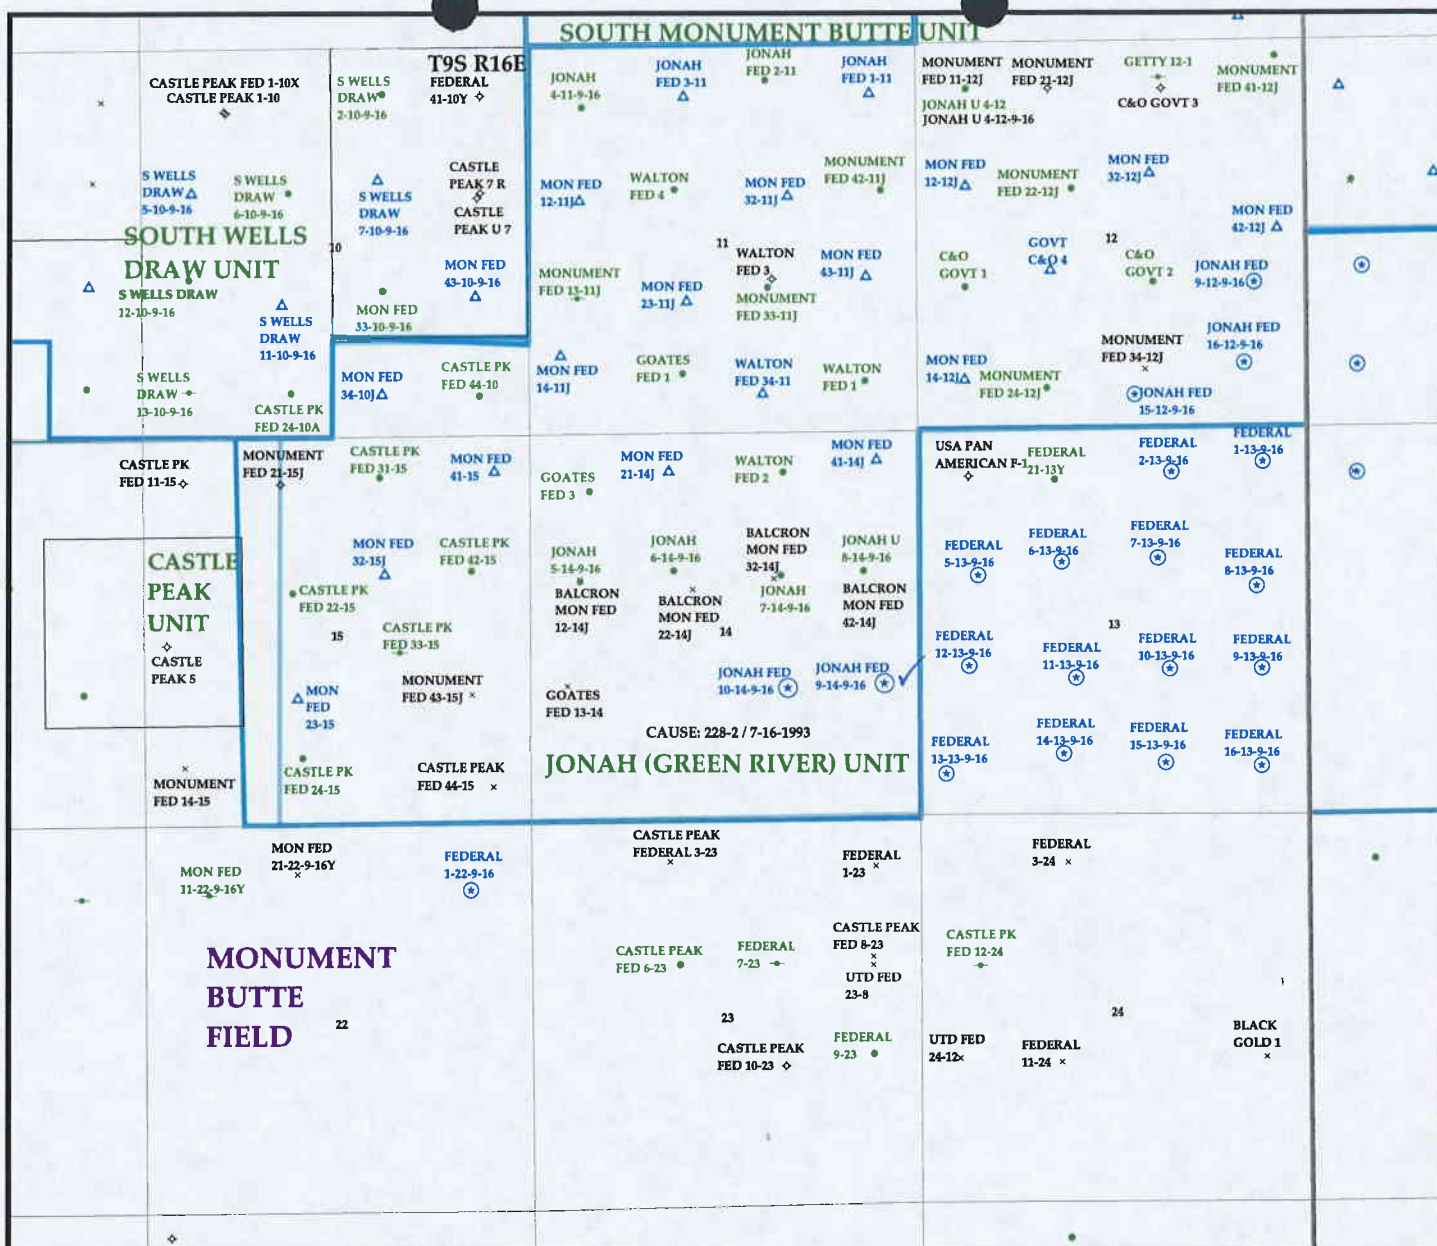 SOUTH MONUMENT BUTTE UNIT
T9S R16E
CASTLE PEAK FED 1-10X
CASTLE PEAK 1-10
S WELLS
DRAW
2-10-9-16
FEDERAL
41-10Y
JONAH
4-11-9-16
JONAH
FED 3-11
JONAH
FED 2-11
JONAH
FED 1-11
MONUMENT
FED 11-12J
JONAH U 4-12
JONAH U 4-12-9-16
MONUMENT
FED 21-12J
GETTY 12-1
C&O GOVT 3
MONUMENT
FED 41-12J
S WELLS
DRAW
5-10-9-16
S WELLS
DRAW
6-10-9-16
S WELLS
DRAW
7-10-9-16
CASTLE
PEAK 7 R
CASTLE
PEAK U 7
MON FED
12-11J
WALTON
FED 4
MON FED
32-11J
MONUMENT
FED 42-11J
MON FED
12-12J
MONUMENT
FED 22-12J
MON FED
32-12J
MON FED
42-12J
SOUTH WELLS
DRAW UNIT
10
11
12
S WELLS DRAW
12-10-9-16
S WELLS
DRAW
11-10-9-16
MON FED
33-10-9-16
MON FED
43-10-9-16
MONUMENT
FED 13-11J
MON FED
23-11J
WALTON
FED 3
MONUMENT
FED 33-11J
MON FED
43-11J
C&O
GOVT 1
GOVT
C&O 4
C&O
GOVT 2
JONAH FED
9-12-9-16
S WELLS
DRAW
13-10-9-16
CASTLE PK
FED 24-10A
MON FED
34-10J
CASTLE PK
FED 44-10
MON FED
14-11J
GOATES
FED 1
WALTON
FED 34-11
WALTON
FED 1
MON FED
14-12J
MONUMENT
FED 24-12J
MONUMENT
FED 34-12J
JONAH FED
16-12-9-16
JONAH FED
15-12-9-16
CASTLE PK
FED 11-15
MONUMENT
FED 21-15J
CASTLE PK
FED 31-15
MON FED
41-15
GOATES
FED 3
MON FED
21-14J
WALTON
FED 2
MON FED
41-14J
USA PAN
AMERICAN F-1
FEDERAL
21-13Y
FEDERAL
2-13-9-16
FEDERAL
1-13-9-16
CASTLE
PEAK
UNIT
CASTLE
PEAK 5
CASTLE PK
FED 22-15
MON FED
32-15J
CASTLE PK
FED 42-15
JONAH
5-14-9-16
BALCRON
MON FED
12-14J
JONAH
6-14-9-16
BALCRON
MON FED
22-14J
BALCRON
MON FED
32-14J
JONAH
7-14-9-16
JONAH U
8-14-9-16
BALCRON
MON FED
42-14J
FEDERAL
5-13-9-16
FEDERAL
6-13-9-16
FEDERAL
7-13-9-16
FEDERAL
8-13-9-16
15
14
13
CASTLE PK
FED 33-15
MON
FED
23-15
MONUMENT
FED 43-15J
GOATES
FED 13-14
JONAH FED
10-14-9-16
JONAH FED
9-14-9-16
FEDERAL
12-13-9-16
FEDERAL
11-13-9-16
FEDERAL
10-13-9-16
FEDERAL
9-13-9-16
CAUSE: 228-2 / 7-16-1993
JONAH (GREEN RIVER) UNIT
MONUMENT
FED 14-15
CASTLE PK
FED 24-15
CASTLE PEAK
FED 44-15
FEDERAL
13-13-9-16
FEDERAL
14-13-9-16
FEDERAL
15-13-9-16
FEDERAL
16-13-9-16
MON FED
11-22-9-16Y
MON FED
21-22-9-16Y
FEDERAL
1-22-9-16
CASTLE PEAK
FEDERAL 3-23
FEDERAL
1-23
FEDERAL
3-24
MONUMENT
BUTTE
FIELD
22
CASTLE PEAK
FED 6-23
FEDERAL
7-23
CASTLE PEAK
FED 8-23
UTD FED
23-8
CASTLE PK
FED 12-24
23
24
CASTLE PEAK
FED 10-23
FEDERAL
9-23
UTD FED
24-12
FEDERAL
11-24
BLACK
GOLD 1